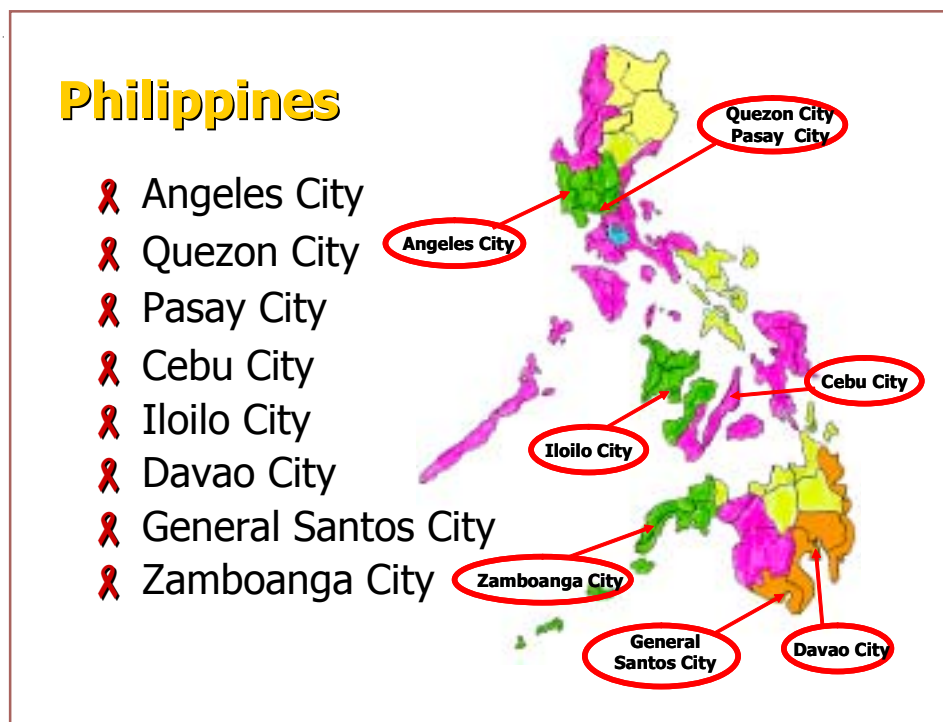 Philippines
Angeles City
Quezon City
Pasay City
Cebu City
Iloilo City
Davao City
General Santos City
Zamboanga City
Quezon City
Pasay City
Angeles City
Cebu City
Iloilo City
Zamboanga City
General
Santos City
Davao City